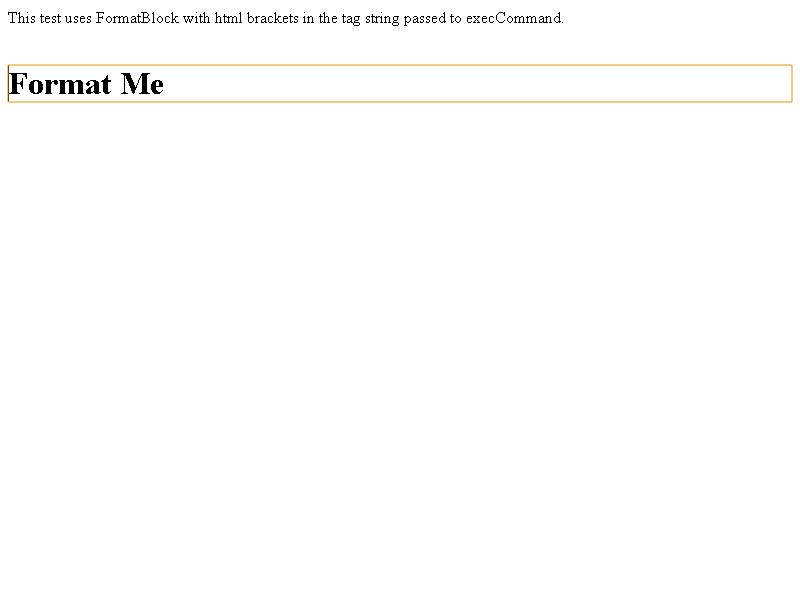 This test uses FormatBlock with html brackets in the tag string passed to execCommand.
Format Me